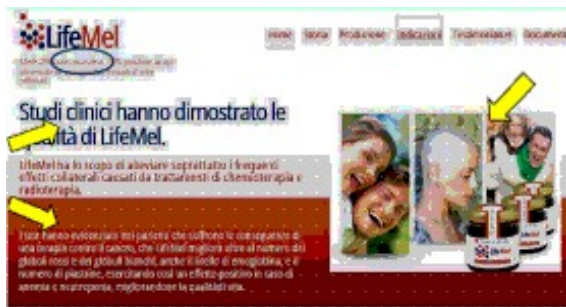 LifeMel
Home Storia Produzione Indicazioni Testimonianze Documenti
Studi clinici hanno dimostrato le
qualità di LifeMel.
LifeMel ha lo scopo di alleviare soprattutto i frequenti
effetti collaterali causati da trattamenti di chemioterapia e
radioterapia.
I test hanno evidenziato nei pazienti che soffrono le conseguenze di
una terapia contro il cancro, che LifeMel migliora oltre al numero dei
globuli rossi e dei globuli bianchi, anche il livello di emoglobina, e il
numero di piastrine, esercitando così un effetto positivo in caso di
anemia e neutropenia, migliorandone la qualità di vita.
LifeMel